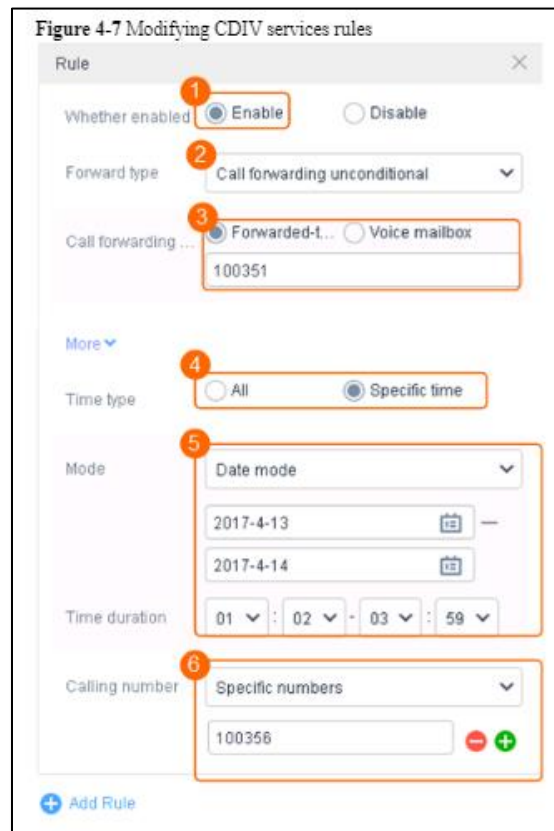 Figure 4-7 Modifying CDIV services rules
Rule
1
Whether enabled Enable Disable
2
Forward type Call forwarding unconditional
3
Call forwarding ... Forwarded-t... Voice mailbox
100351
More
4
Time type All Specific time
5
Mode Date mode
2017-4-13 —
2017-4-14
Time duration 01 : 02 - 03 : 59
6
Calling number Specific numbers
100356
Add Rule